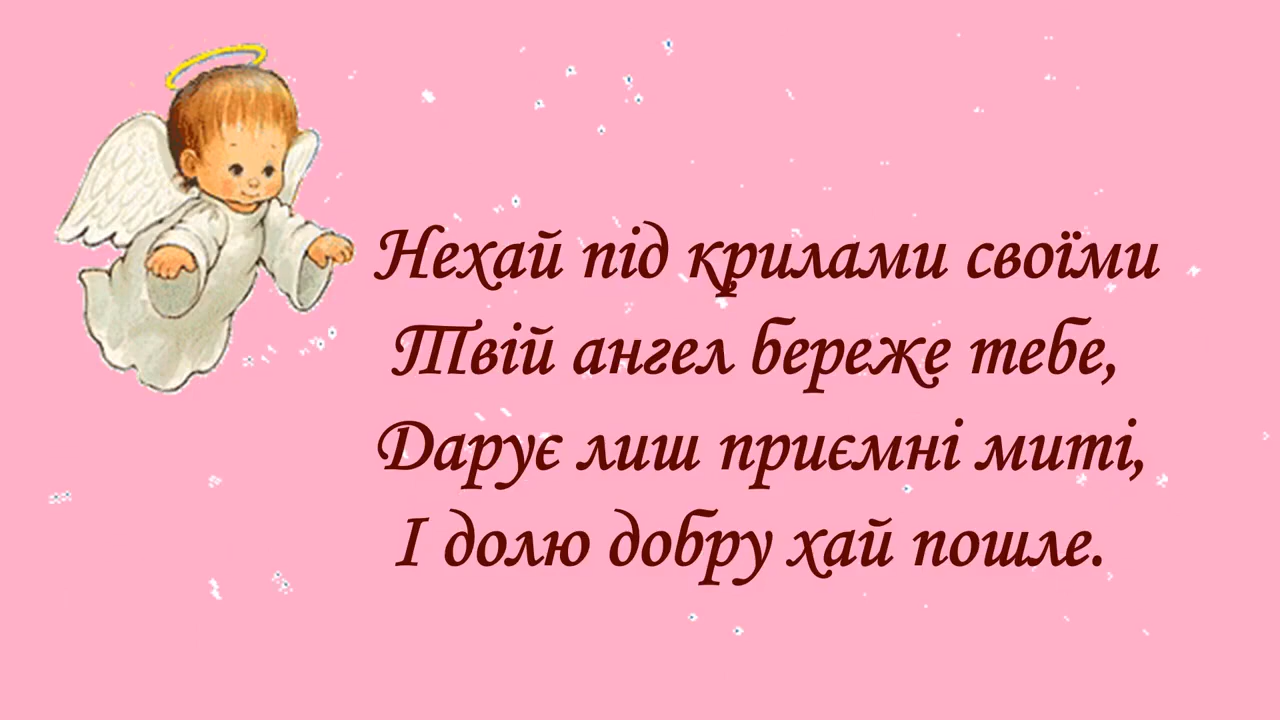 Нехай під крилами своїми
Твій ангел береже тебе,
Дарує лиш приємні миті,
І долю добру хай пошле.